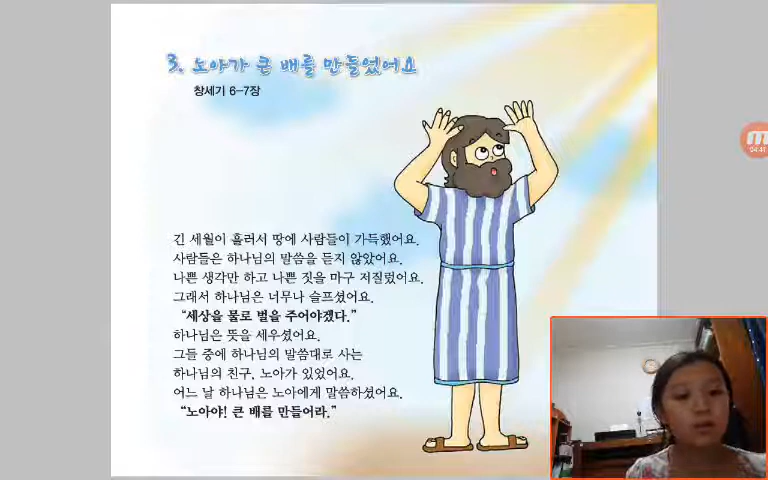 3. 노아가 큰 배를 만들었어요
창세기 6-7장
긴 세월이 흘러서 땅에 사람들이 가득했어요.
사람들은 하나님의 말씀을 듣지 않았어요.
나쁜 생각만 하고 나쁜 짓을 마구 저질렀어요.
그래서 하나님은 너무나 슬프셨어요.
“세상을 물로 벌을 주어야겠다.”
하나님은 뜻을 세우셨어요.
그들 중에 하나님의 말씀대로 사는
하나님의 친구, 노아가 있었어요.
어느 날 하나님은 노아에게 말씀하셨어요.
“노아야! 큰 배를 만들어라.”
04:41